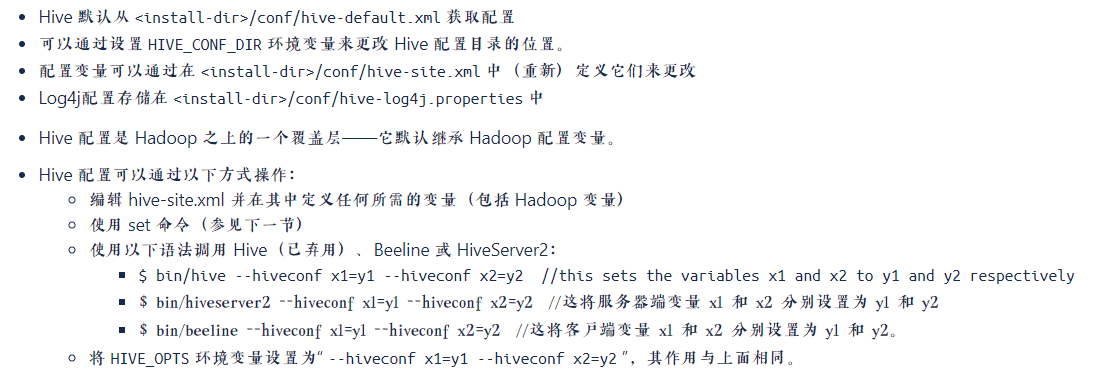 Hive 默认从 <install-dir>/conf/hive-default.xml 获取配置
可以通过设置 HIVE_CONF_DIR 环境变量来更改 Hive 配置目录的位置。
配置变量可以通过在 <install-dir>/conf/hive-site.xml 中（重新）定义它们来更改
Log4j配置存储在 <install-dir>/conf/hive-log4j.properties 中
Hive 配置是 Hadoop 之上的一个覆盖层——它默认继承 Hadoop 配置变量。
Hive 配置可以通过以下方式操作：
编辑 hive-site.xml 并在其中定义任何所需的变量（包括 Hadoop 变量）
使用 set 命令（参见下一节）
使用以下语法调用 Hive（已弃用）、Beeline 或 HiveServer2：
$ bin/hive --hiveconf x1=y1 --hiveconf x2=y2  //this sets the variables x1 and x2 to y1 and y2 respectively
$ bin/hiveserver2 --hiveconf x1=y1 --hiveconf x2=y2  //这将服务器端变量 x1 和 x2 分别设置为 y1 和 y2
$ bin/beeline --hiveconf x1=y1 --hiveconf x2=y2  //这将客户端变量 x1 和 x2 分别设置为 y1 和 y2。
将 HIVE_OPTS 环境变量设置为“ --hiveconf x1=y1 --hiveconf x2=y2 ”，其作用与上面相同。